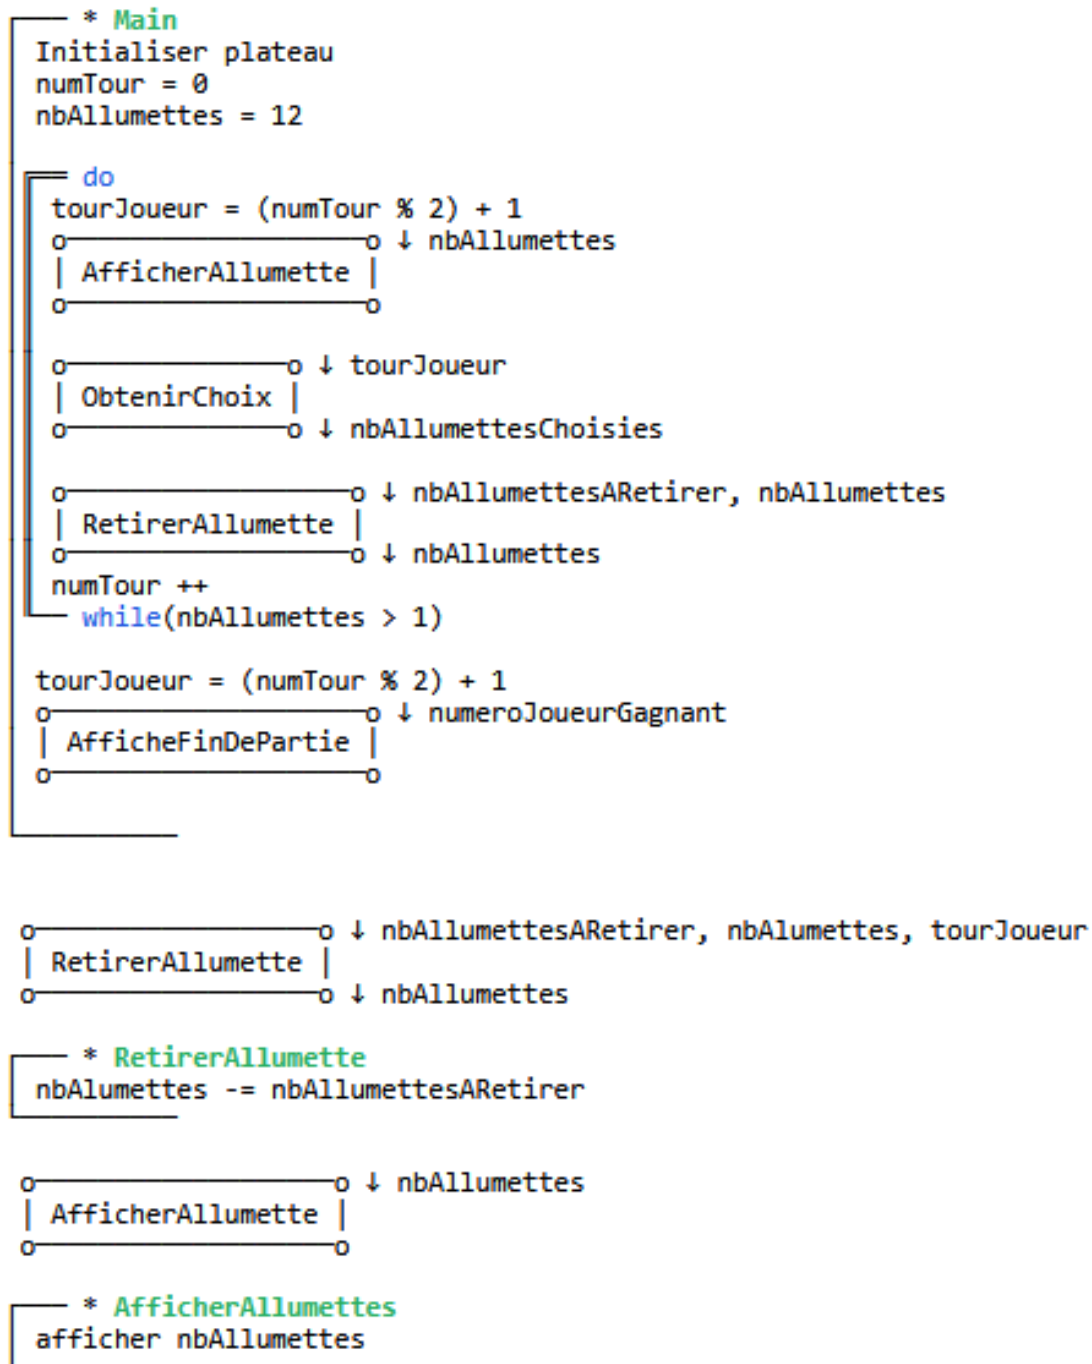 * Main
Initialiser plateau
numTour = 0
nbAllumettes = 12
do
tourJoueur = (numTour % 2) + 1
o o ↓ nbAllumettes
| AfficherAllumette |
o o
o o ↓ tourJoueur
| ObtenirChoix |
o o ↓ nbAllumettesChoisies
o o ↓ nbAllumettesARetirer, nbAllumettes
| RetirerAllumette |
o o ↓ nbAllumettes
numTour ++
while(nbAllumettes > 1)
tourJoueur = (numTour % 2) + 1
o o ↓ numeroJoueurGagnant
| AfficheFinDePartie |
o o
o o ↓ nbAllumettesARetirer, nbAlumettes, tourJoueur
| RetirerAllumette |
o o ↓ nbAllumettes
* RetirerAllumette
nbAlumettes -= nbAllumettesARetirer
o o ↓ nbAllumettes
| AfficherAllumette |
o o
* AfficherAllumettes
afficher nbAllumettes